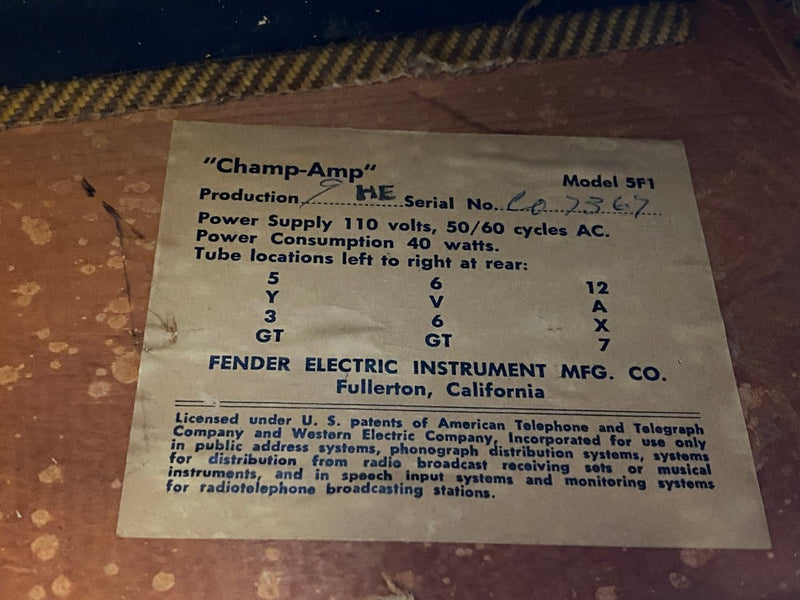 "Champ-Amp" Model 5F1
Production 9 HE Serial No. C07367
Power Supply 110 volts, 50/60 cycles AC.
Power Consumption 40 watts.
Tube locations left to right at rear:
5 6 12
Y V A
3 6 X
GT GT 7
FENDER ELECTRIC INSTRUMENT MFG. CO.
Fullerton, California
Licensed under U. S. patents of American Telephone and Telegraph
Company and Western Electric Company, Incorporated for use only
in public address systems, phonograph distribution systems, systems
for distribution from radio broadcast receiving sets or musical
instruments, and in speech input systems and monitoring systems
for radiotelephone broadcasting stations.